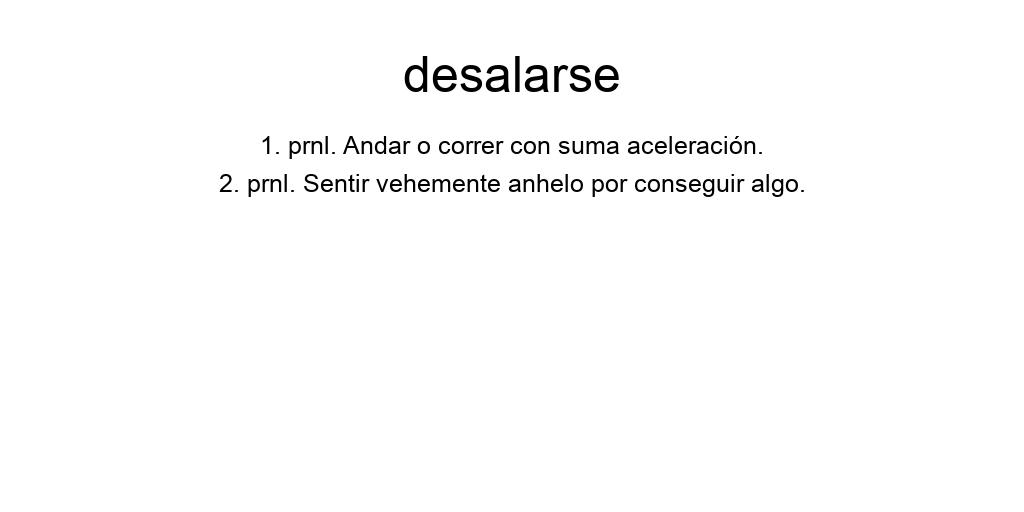 desalarse
1. prnl. Andar o correr con suma aceleración.
2. prnl. Sentir vehemente anhelo por conseguir algo.